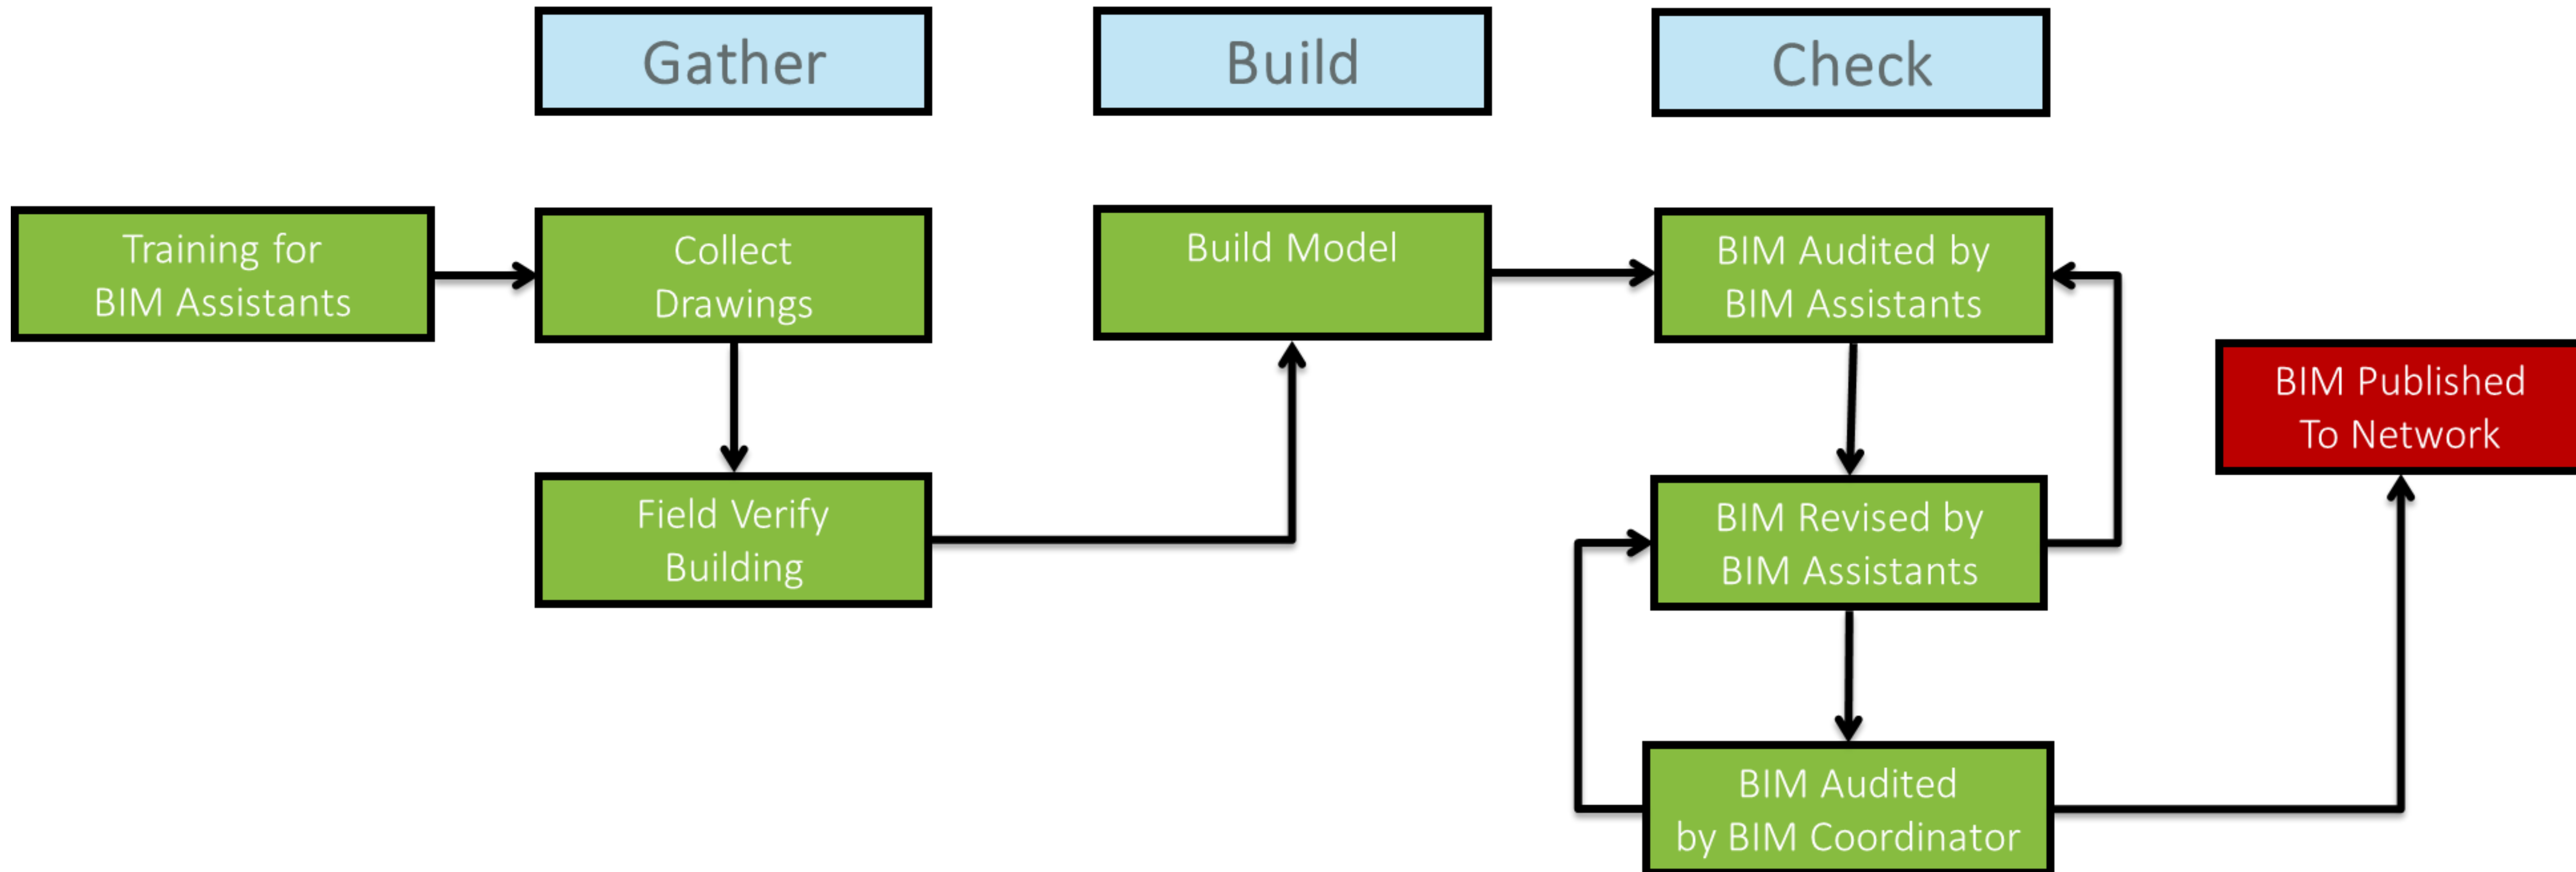 Gather
Build
Check
Training for
BIM Assistants
Collect
Drawings
Build Model
BIM Audited by
BIM Assistants
BIM Published
To Network
Field Verify
Building
BIM Revised by
BIM Assistants
BIM Audited
by BIM Coordinator